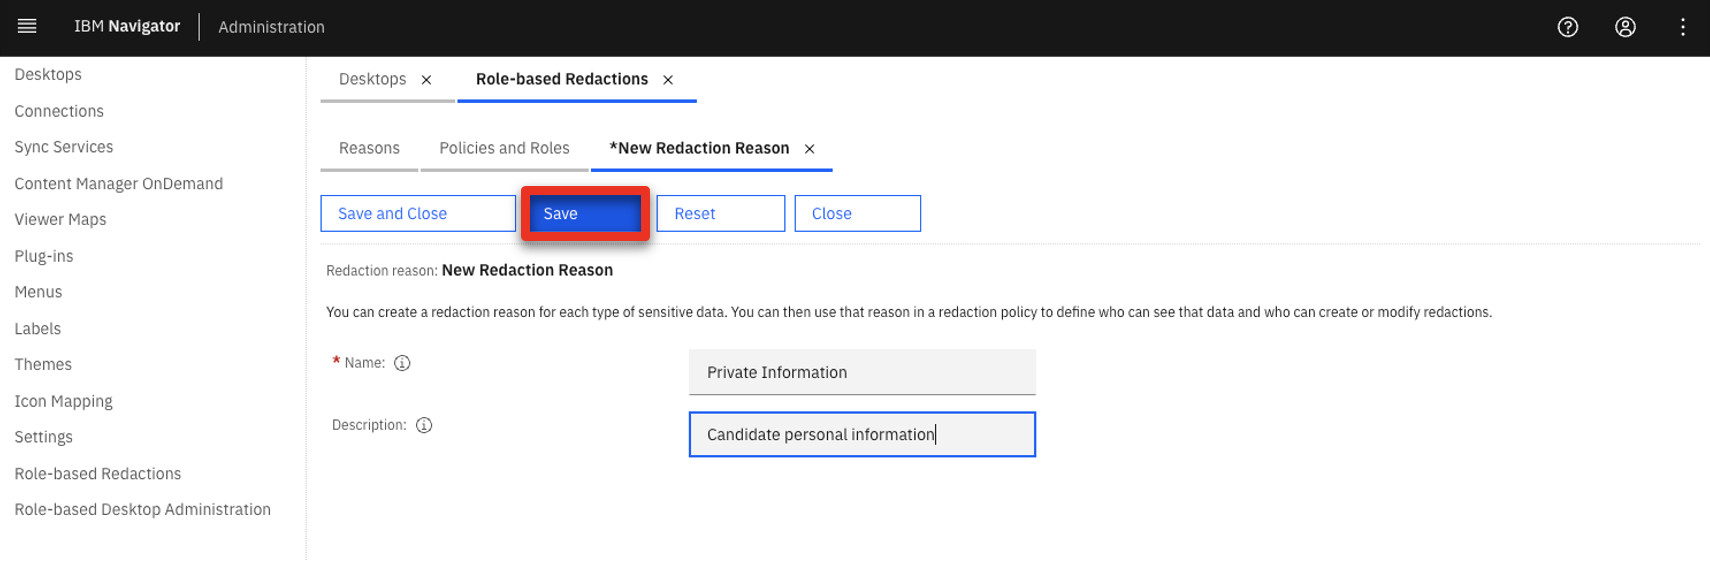 IBM Navigator Administration
Desktops
Connections
Sync Services
Content Manager OnDemand
Viewer Maps
Plug-ins
Menus
Labels
Themes
Icon Mapping
Settings
Role-based Redactions
Role-based Desktop Administration
Desktops Role-based Redactions
Reasons Policies and Roles *New Redaction Reason
Save and Close Save Reset Close
Redaction reason: New Redaction Reason
You can create a redaction reason for each type of sensitive data. You can then use that reason in a redaction policy to define who can see that data and who can create or modify redactions.
* Name: Private Information
Description: Candidate personal information